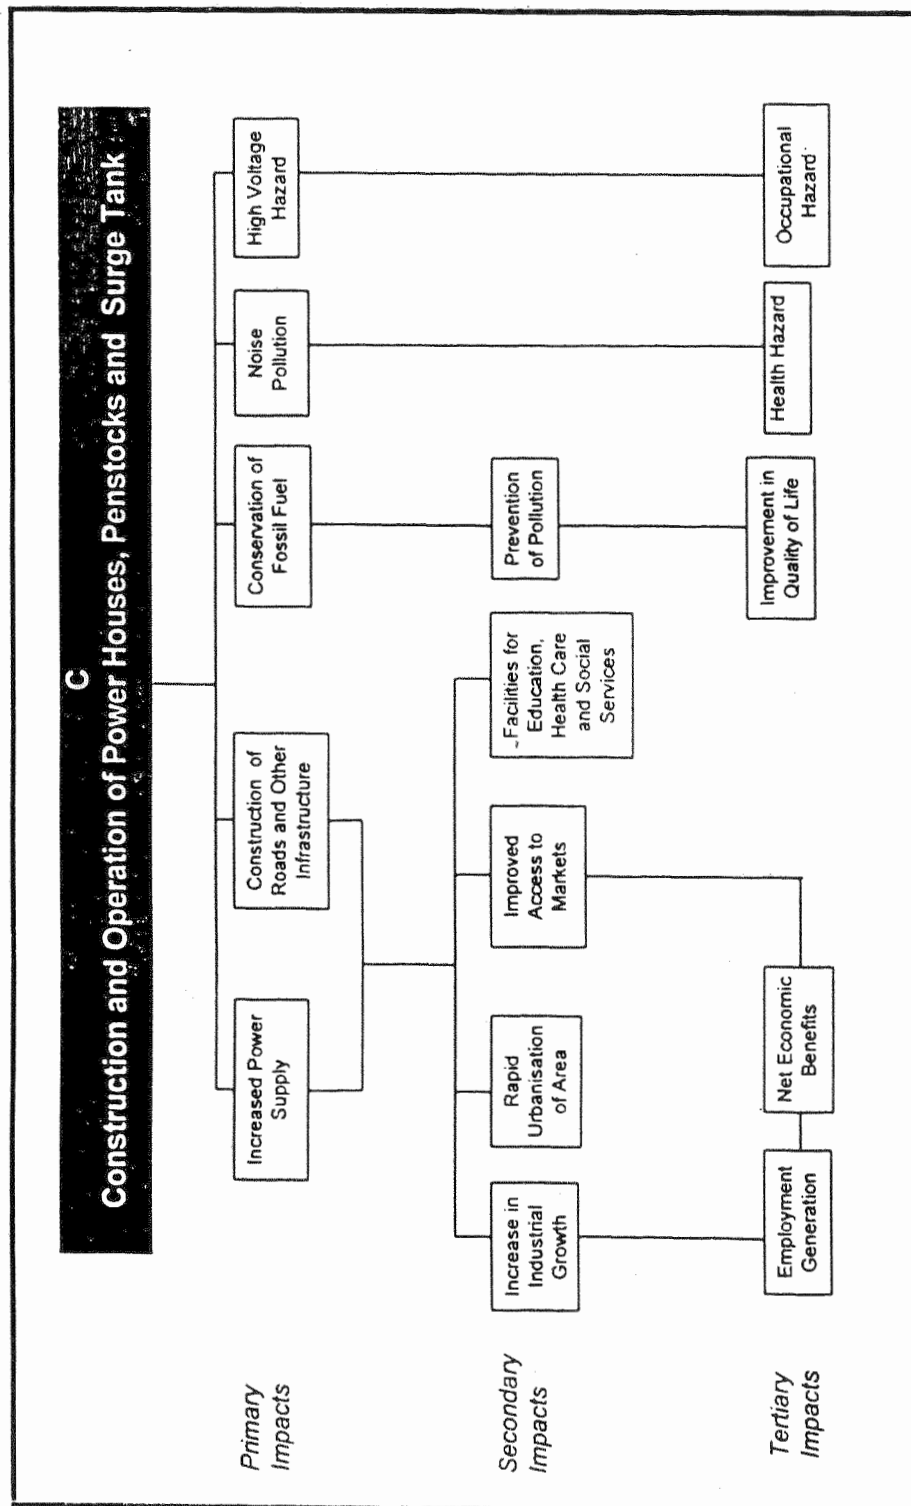 C
Construction and Operation of Power Houses, Penstocks and Surge Tank
Primary
Impacts
Increased Power
Supply
Construction of
Roads and Other
Infrastructure
Conservation of
Fossil Fuel
Noise
Pollution
High Voltage
Hazard
Secondary
Impacts
Increase in
Industrial
Growth
Rapid
Urbanisation
of Area
Improved
Access to
Markets
Facilities for
Education,
Health Care
and Social
Services
Prevention
of Pollution
Tertiary
Impacts
Employment
Generation
Net Economic
Benefits
Improvement in
Quality of Life
Health Hazard
Occupational
Hazard